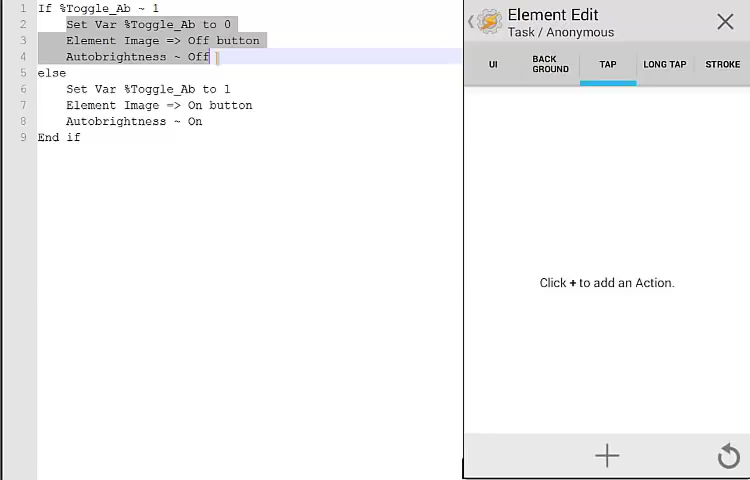 1 If %Toggle_Ab ~ 1
2 Set Var %Toggle_Ab to 0
3 Element Image => Off button
4 Autobrightness ~ Off
5 else
6 Set Var %Toggle_Ab to 1
7 Element Image => On button
8 Autobrightness ~ On
9 End if
Element Edit
Task / Anonymous
UI
BACK
GROUND
TAP
LONG TAP
STROKE
Click + to add an Action.